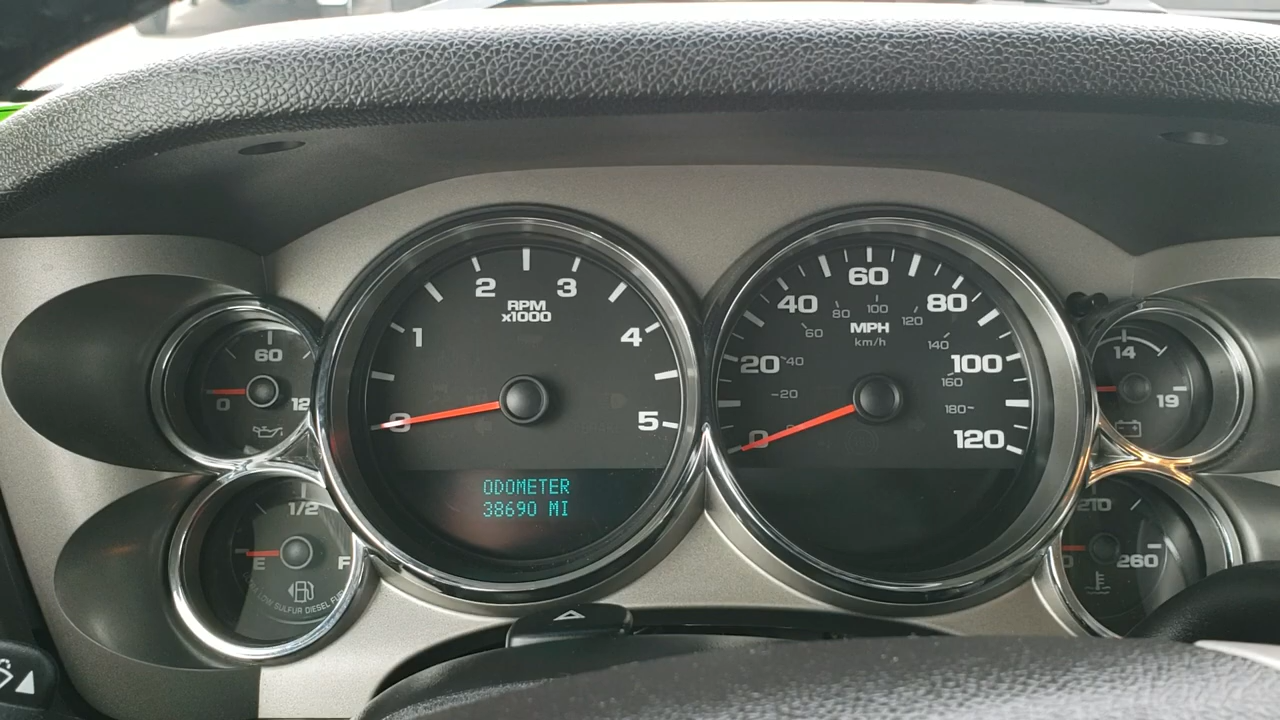 60
0 12
1/2
E F
LOW SULFUR DIESEL
2 3
RPM
x1000
1 4
0 5
ODOMETER
38690 MI
60
40 80
80 100 120
60 MPH 140
km/h
20 40 100
160
20 180
0 120
14
19
210
260